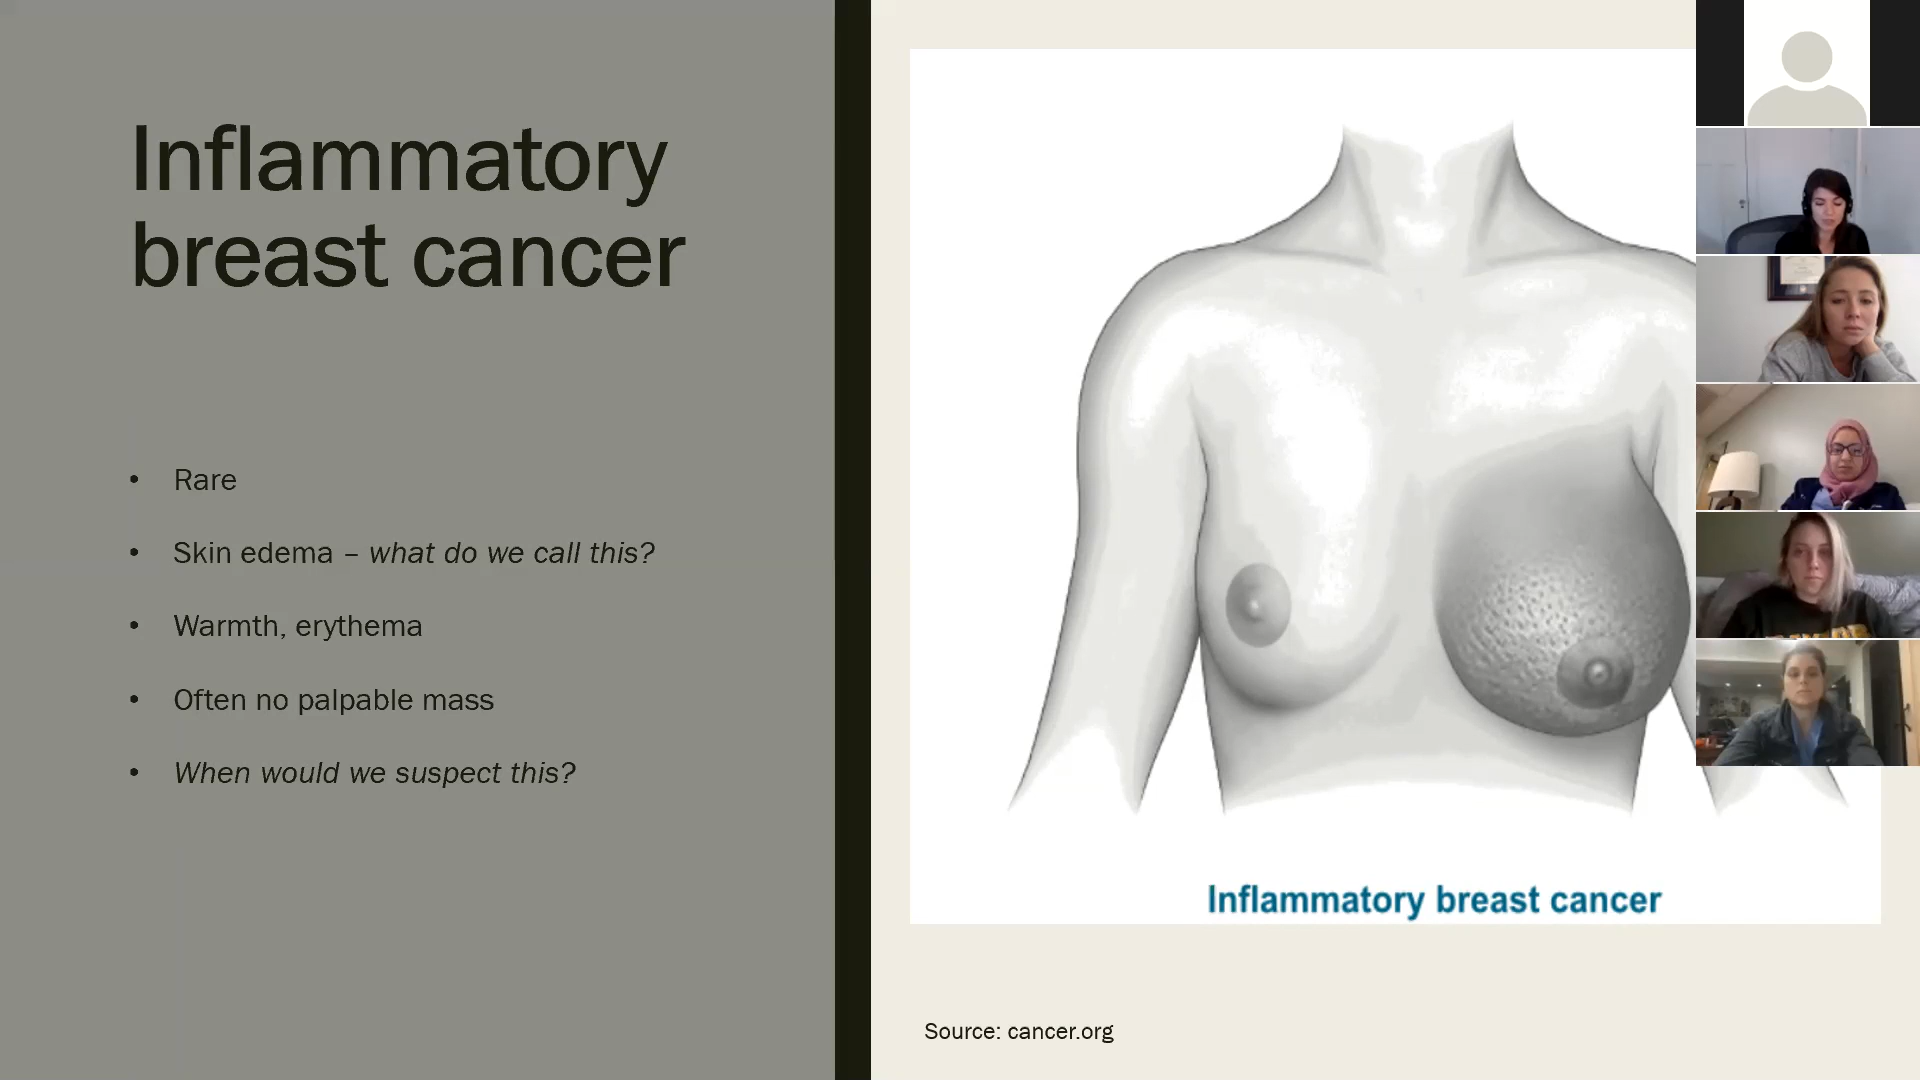 Inflammatory
breast cancer
• Rare
• Skin edema – what do we call this?
• Warmth, erythema
• Often no palpable mass
• When would we suspect this?
Inflammatory breast cancer
Source: cancer.org